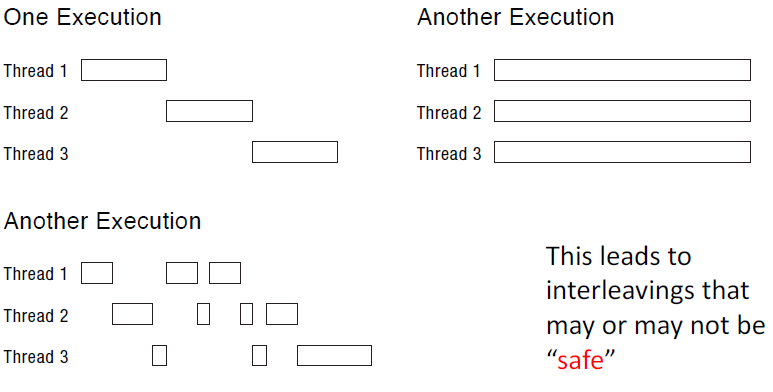 One Execution
Thread 1
Thread 2
Thread 3
Another Execution
Thread 1
Thread 2
Thread 3
Another Execution
Thread 1
Thread 2
Thread 3
This leads to
interleavings that
may or may not be
“safe”